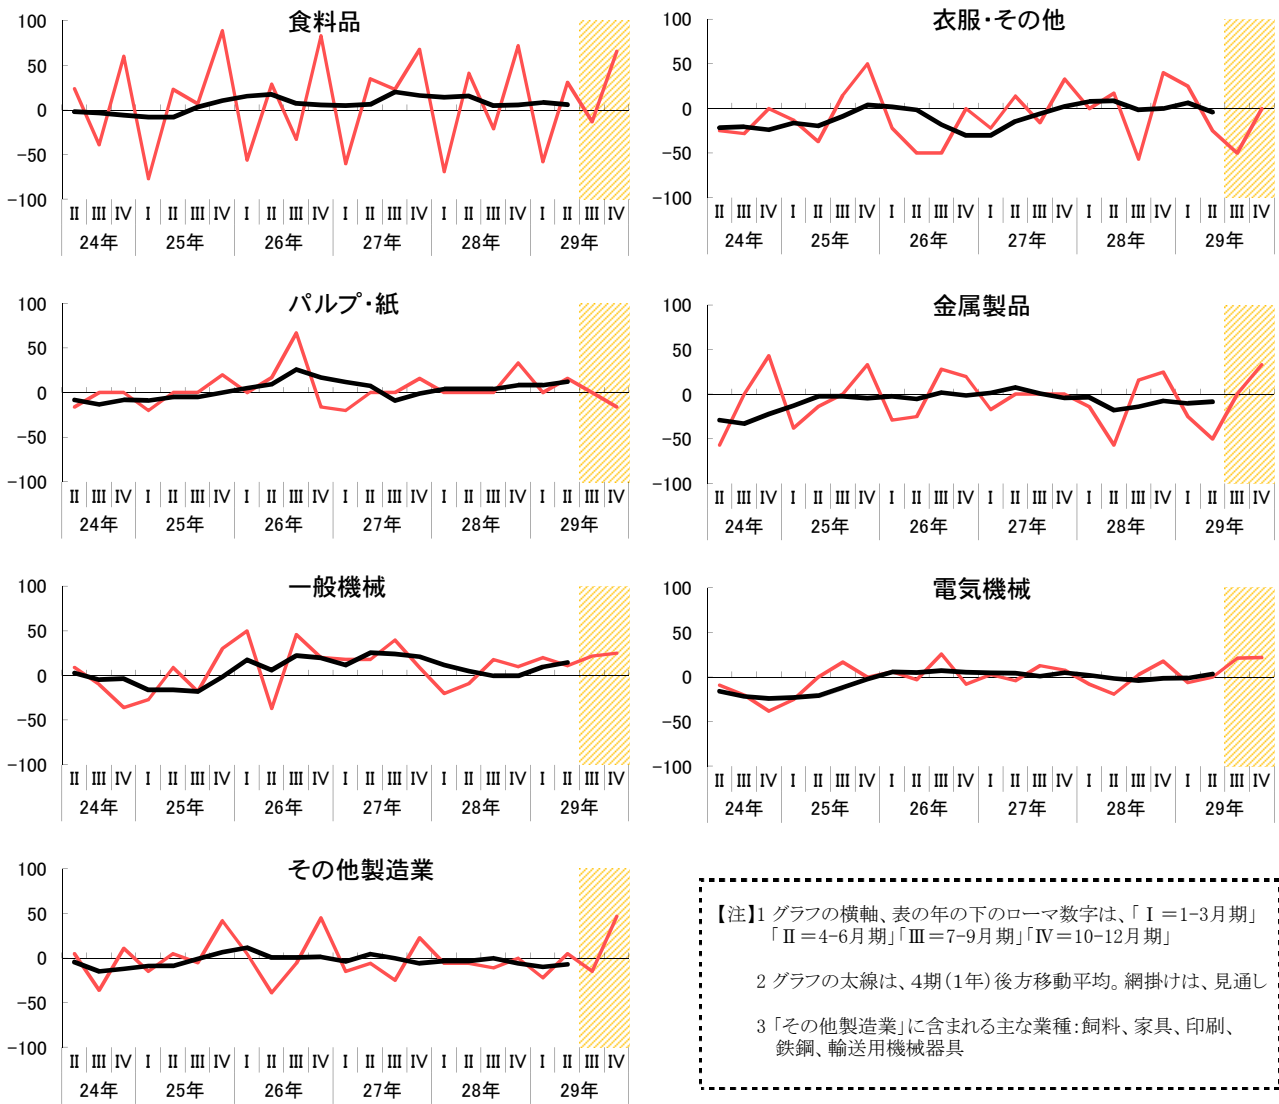 食料品
100
50
0
-50
-100
Ⅱ Ⅲ Ⅳ Ⅰ Ⅱ Ⅲ Ⅳ Ⅰ Ⅱ Ⅲ Ⅳ Ⅰ Ⅱ Ⅲ Ⅳ Ⅰ Ⅱ Ⅲ Ⅳ Ⅰ Ⅱ Ⅲ Ⅳ
24年 25年 26年 27年 28年 29年
衣服・その他
100
50
0
-50
-100
Ⅱ Ⅲ Ⅳ Ⅰ Ⅱ Ⅲ Ⅳ Ⅰ Ⅱ Ⅲ Ⅳ Ⅰ Ⅱ Ⅲ Ⅳ Ⅰ Ⅱ Ⅲ Ⅳ Ⅰ Ⅱ Ⅲ Ⅳ
24年 25年 26年 27年 28年 29年
パルプ・紙
100
50
0
-50
-100
Ⅱ Ⅲ Ⅳ Ⅰ Ⅱ Ⅲ Ⅳ Ⅰ Ⅱ Ⅲ Ⅳ Ⅰ Ⅱ Ⅲ Ⅳ Ⅰ Ⅱ Ⅲ Ⅳ Ⅰ Ⅱ Ⅲ Ⅳ
24年 25年 26年 27年 28年 29年
金属製品
100
50
0
-50
-100
Ⅱ Ⅲ Ⅳ Ⅰ Ⅱ Ⅲ Ⅳ Ⅰ Ⅱ Ⅲ Ⅳ Ⅰ Ⅱ Ⅲ Ⅳ Ⅰ Ⅱ Ⅲ Ⅳ Ⅰ Ⅱ Ⅲ Ⅳ
24年 25年 26年 27年 28年 29年
一般機械
100
50
0
-50
-100
Ⅱ Ⅲ Ⅳ Ⅰ Ⅱ Ⅲ Ⅳ Ⅰ Ⅱ Ⅲ Ⅳ Ⅰ Ⅱ Ⅲ Ⅳ Ⅰ Ⅱ Ⅲ Ⅳ Ⅰ Ⅱ Ⅲ Ⅳ
24年 25年 26年 27年 28年 29年
電気機械
100
50
0
-50
-100
Ⅱ Ⅲ Ⅳ Ⅰ Ⅱ Ⅲ Ⅳ Ⅰ Ⅱ Ⅲ Ⅳ Ⅰ Ⅱ Ⅲ Ⅳ Ⅰ Ⅱ Ⅲ Ⅳ Ⅰ Ⅱ Ⅲ Ⅳ
24年 25年 26年 27年 28年 29年
その他製造業
100
50
0
-50
-100
Ⅱ Ⅲ Ⅳ Ⅰ Ⅱ Ⅲ Ⅳ Ⅰ Ⅱ Ⅲ Ⅳ Ⅰ Ⅱ Ⅲ Ⅳ Ⅰ Ⅱ Ⅲ Ⅳ Ⅰ Ⅱ Ⅲ Ⅳ
24年 25年 26年 27年 28年 29年
【注】1 グラフの横軸、表の年の下のローマ数字は、「Ⅰ=1-3月期」
「Ⅱ=4-6月期」「Ⅲ=7-9月期」「Ⅳ=10-12月期」
2 グラフの太線は、4期(1年)後方移動平均。網掛けは、見通し
3 「その他製造業」に含まれる主な業種:飼料、家具、印刷、
鉄鋼、輸送用機械器具